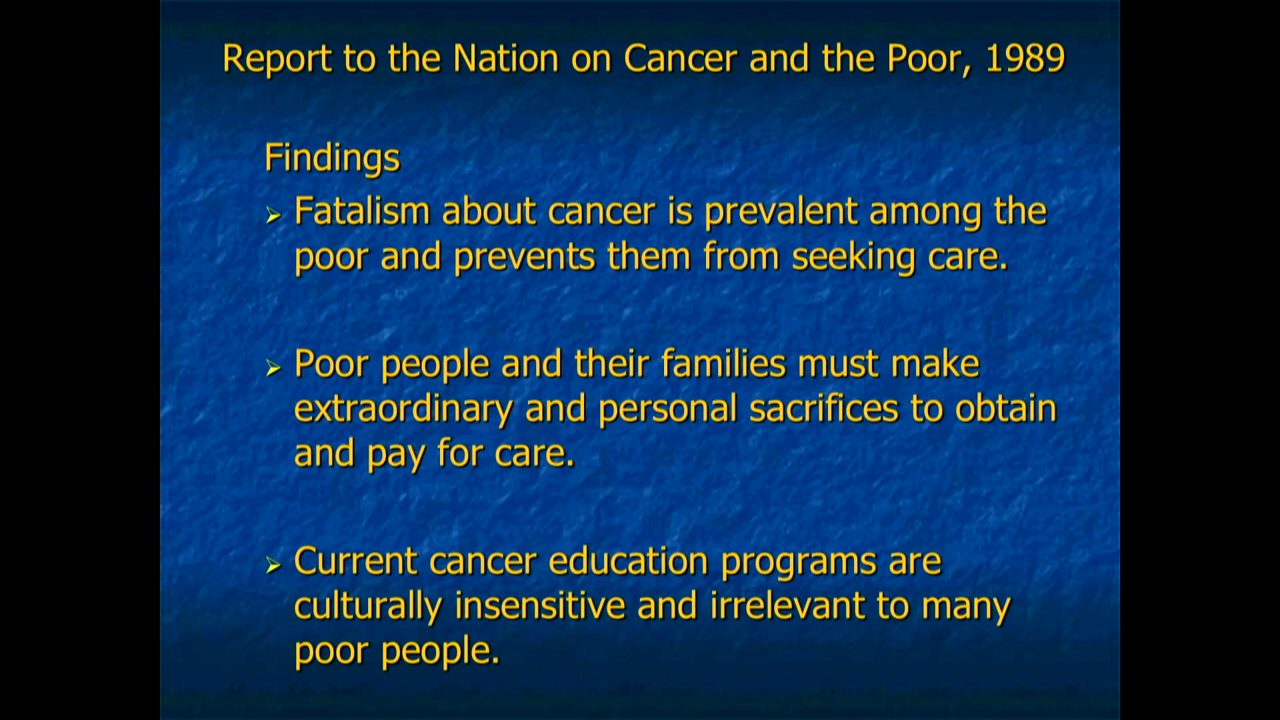 Report to the Nation on Cancer and the Poor, 1989
Findings
Fatalism about cancer is prevalent among the
poor and prevents them from seeking care.
Poor people and their families must make
extraordinary and personal sacrifices to obtain
and pay for care.
Current cancer education programs are
culturally insensitive and irrelevant to many
poor people.